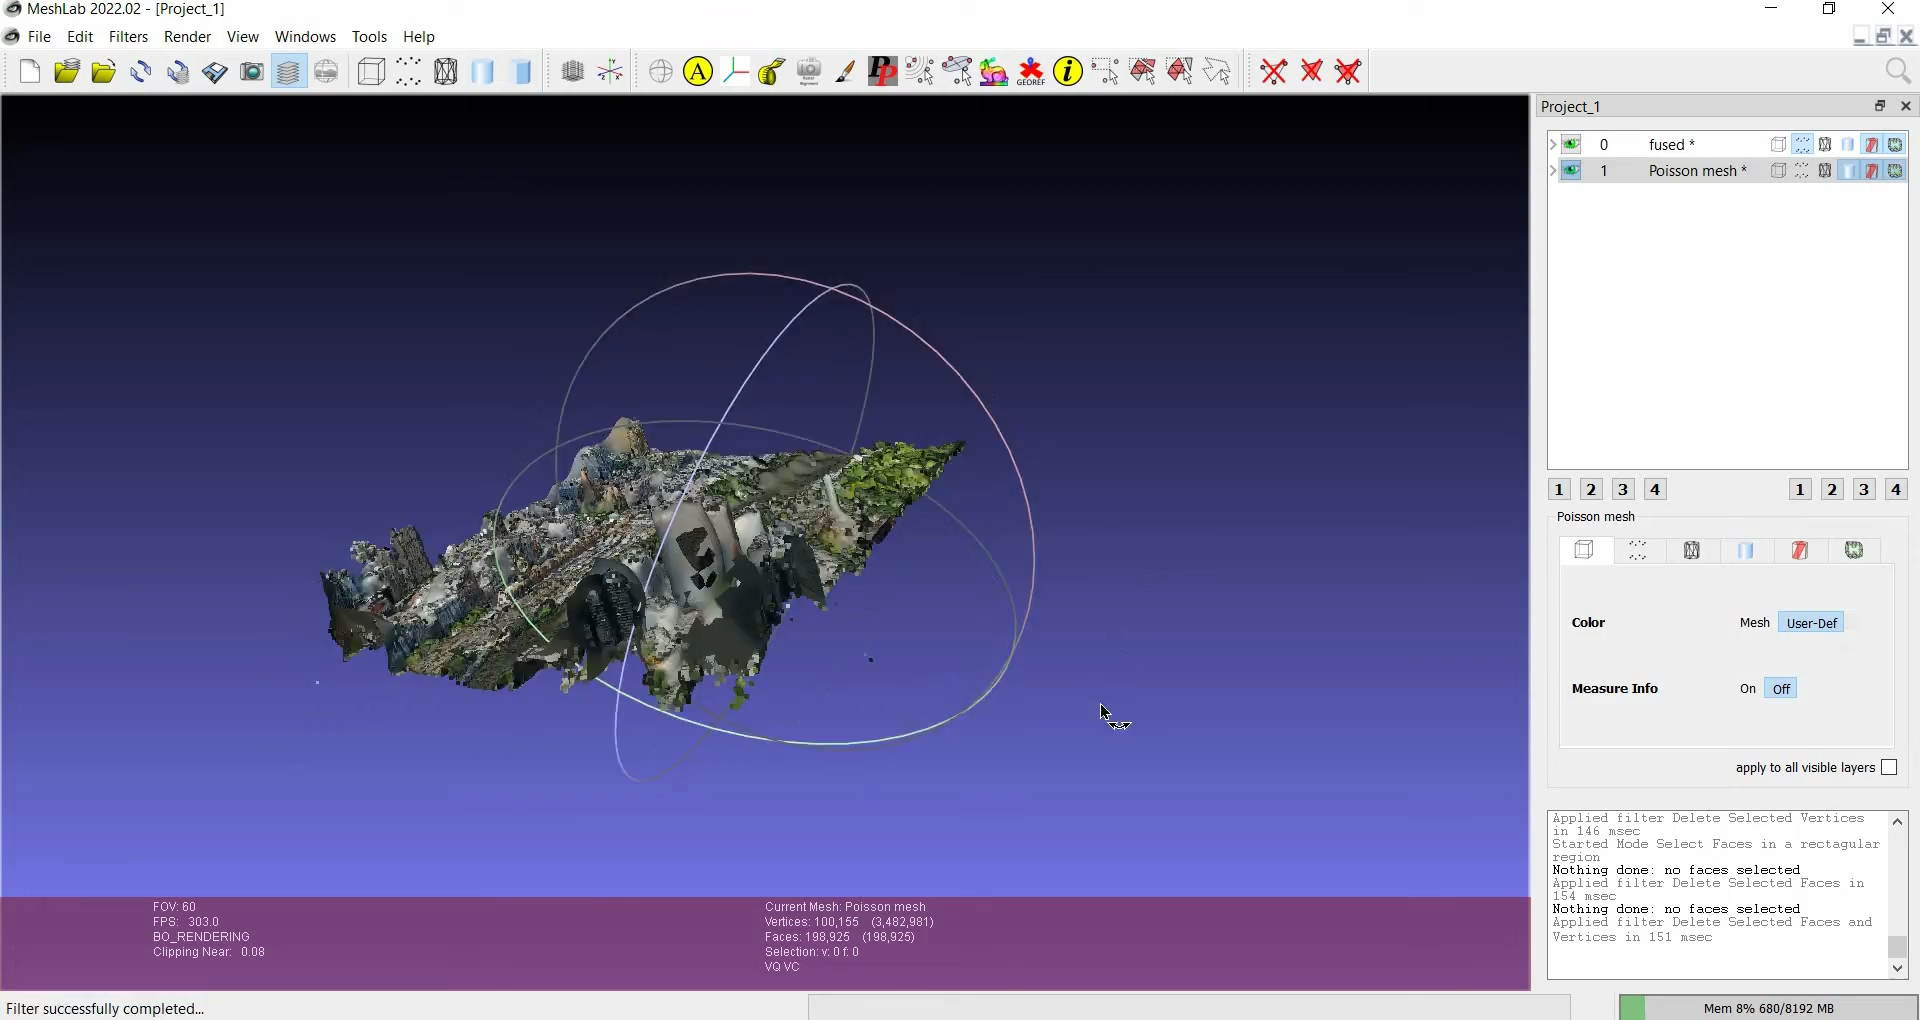 MeshLab 2022.02 - [Project_1]
File Edit Filters Render View Windows Tools Help
A
PP
GEOREF
i
Project_1
0 fused *
1 Poisson mesh *
1 2 3 4 1 2 3 4
Poisson mesh
Color Mesh User-Def
Measure Info On Off
apply to all visible layers
Applied filter Delete Selected Vertices
in 146 msec
Started Mode Select Faces in a rectagular
region
Nothing done: no faces selected
Applied filter Delete Selected Faces in
154 msec
Nothing done: no faces selected
Applied filter Delete Selected Faces and
Vertices in 151 msec
FOV: 60
FPS: 303.0
BO_RENDERING
Clipping Near: 0.08
Current Mesh: Poisson mesh
Vertices: 100,155 (3,482,981)
Faces: 198,925 (198,925)
Selection: v: 0 f: 0
VQ VC
Filter successfully completed...
Mem 8% 680/8192 MB